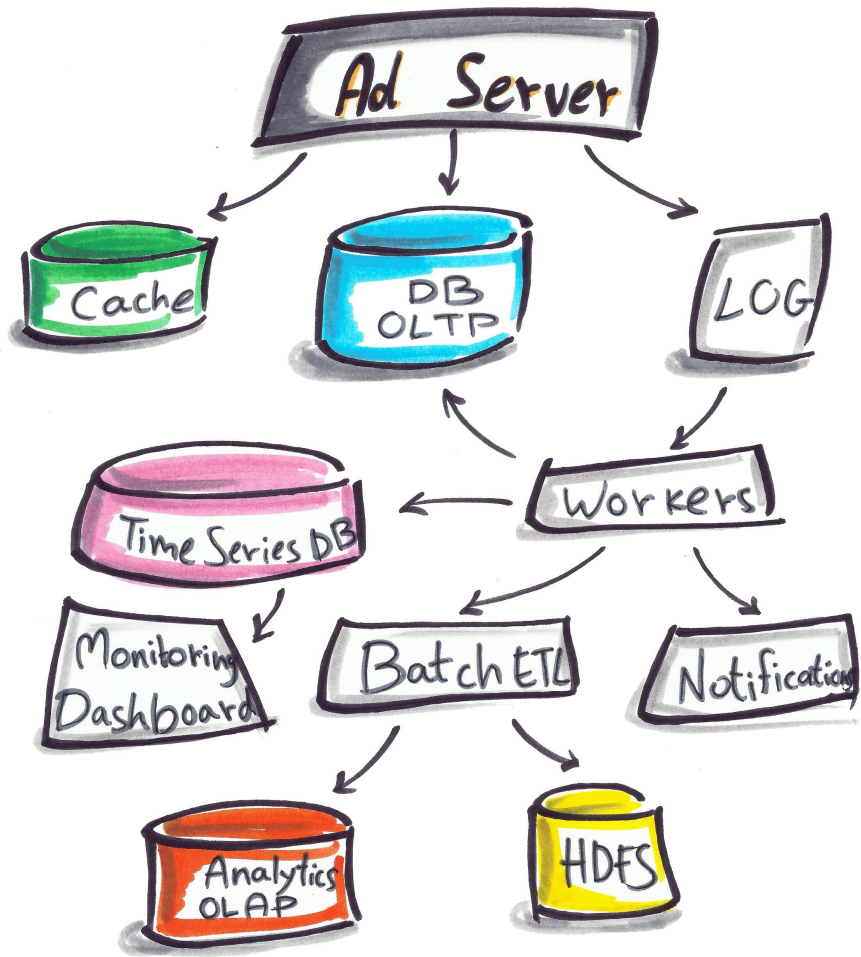 Ad Server
Cache
DB
OLTP
LOG
Workers
Time Series DB
Monitoring
Dashboard
Batch ETL
Notifications
Analytics
OLAP
HDFS